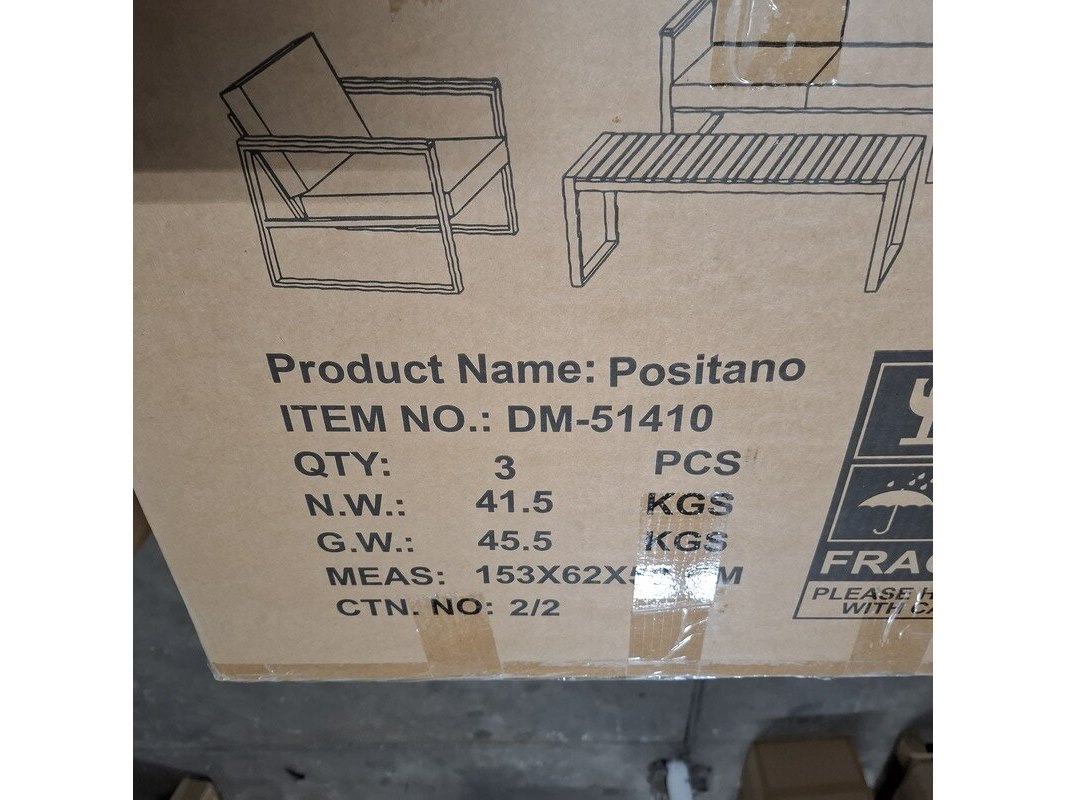 Product Name: Positano
ITEM NO.: DM-51410
QTY: 3 PCS
N.W.: 41.5 KGS
G.W.: 45.5 KGS
MEAS: 153X62X
CTN. NO: 2/2
PLEASE
WITH